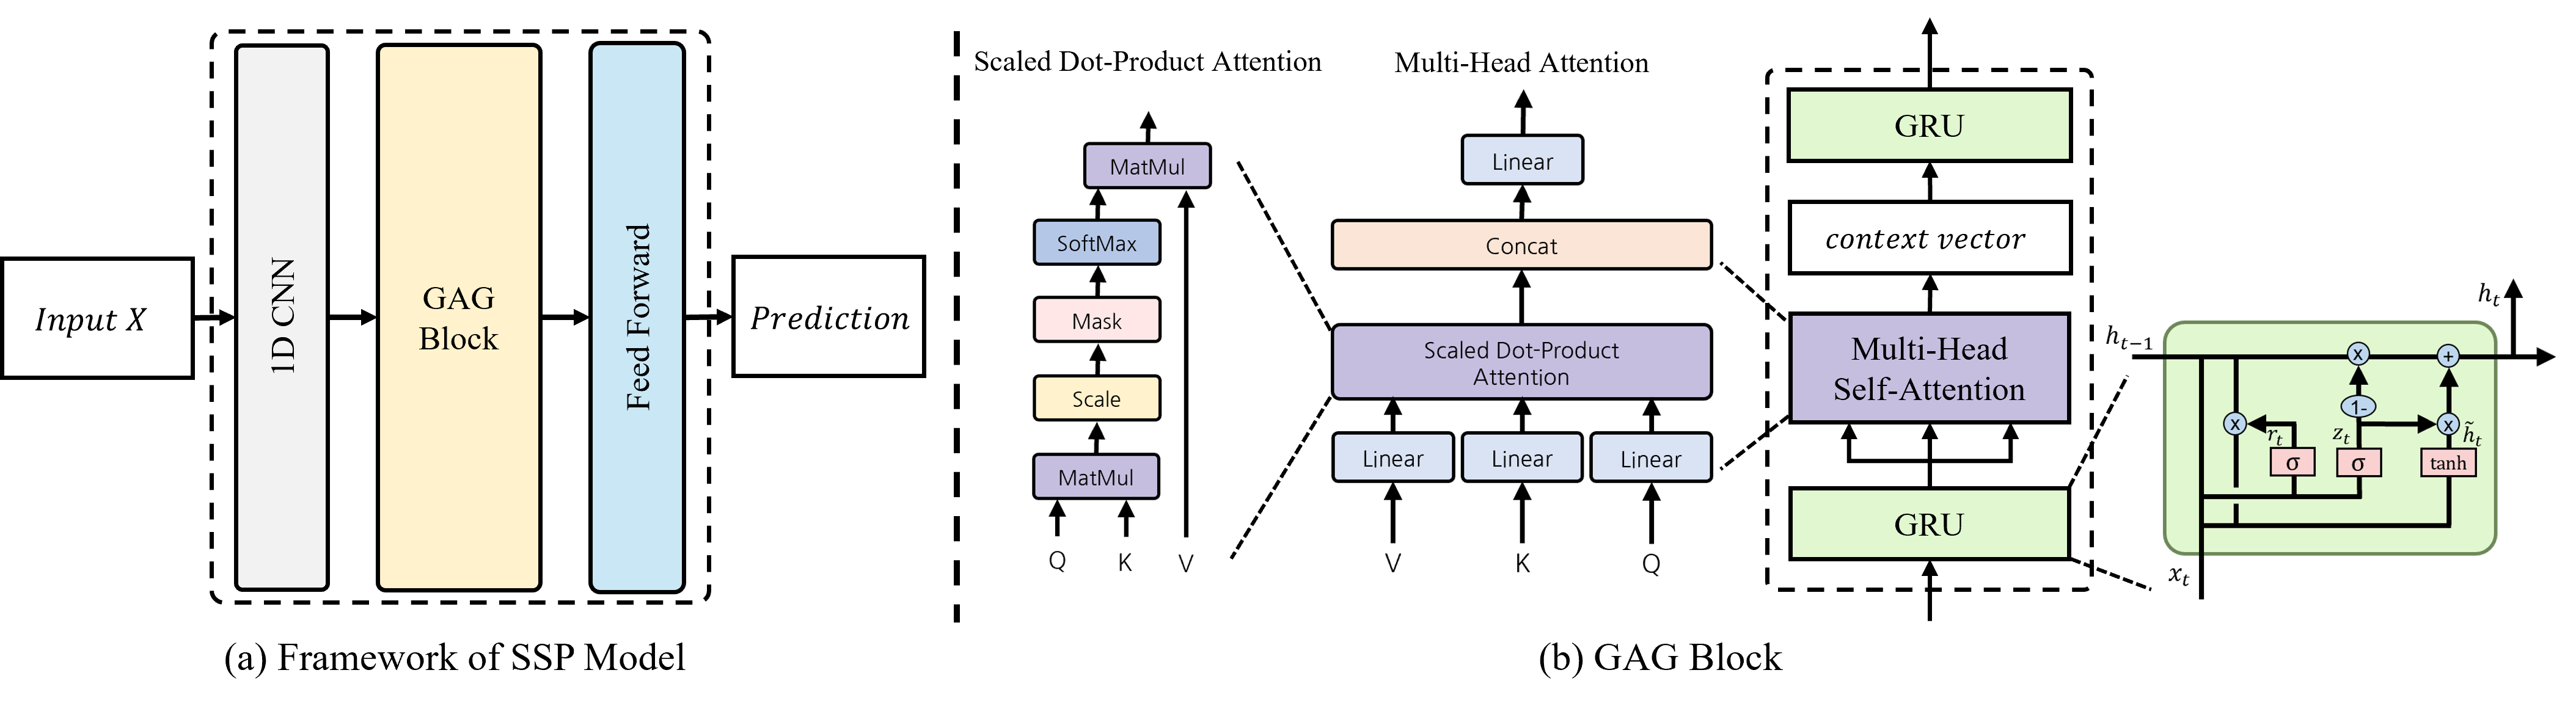 Input X
1D CNN
GAG
Block
Feed Forward
Prediction
(a) Framework of SSP Model
Scaled Dot-Product Attention
MatMul
SoftMax
Mask
Scale
MatMul
Q
K
V
Multi-Head Attention
Linear
Concat
Scaled Dot-Product
Attention
Linear
Linear
Linear
V
K
Q
GRU
context vector
Multi-Head
Self-Attention
GRU
h_{t-1}
h_t
x
+
1-
x
r_t
z_t
x
h̃_t
σ
σ
tanh
x_t
(b) GAG Block